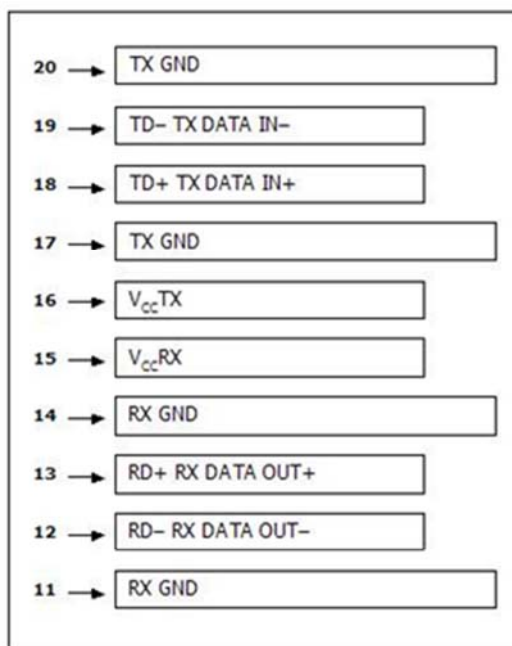 20 TX GND
19 TD– TX DATA IN–
18 TD+ TX DATA IN+
17 TX GND
16 VCCTX
15 VCCRX
14 RX GND
13 RD+ RX DATA OUT+
12 RD– RX DATA OUT–
11 RX GND